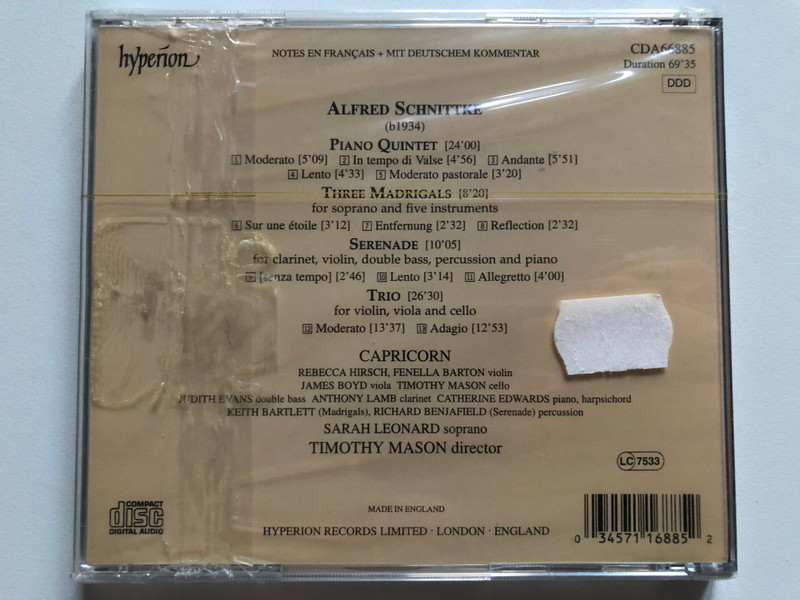 hyperion
NOTES EN FRANÇAIS + MIT DEUTSCHEM KOMMENTAR
CDA66885
Duration 69'35
DDD
ALFRED SCHNITTKE
(b1934)
PIANO QUINTET [24'00]
1 Moderato [5'09] 2 In tempo di Valse [4'56] 3 Andante [5'51]
4 Lento [4'33] 5 Moderato pastorale [3'20]
THREE MADRIGALS [8'20]
for soprano and five instruments
6 Sur une étoile [3'12] 7 Entfernung [2'32] 8 Reflection [2'32]
SERENADE [10'05]
for clarinet, violin, double bass, percussion and piano
9 [senza tempo] [2'46] 10 Lento [3'14] 11 Allegretto [4'00]
TRIO [26'30]
for violin, viola and cello
12 Moderato [13'37] 13 Adagio [12'53]
CAPRICORN
REBECCA HIRSCH, FENELLA BARTON violin
JAMES BOYD viola TIMOTHY MASON cello
JUDITH EVANS double bass ANTHONY LAMB clarinet CATHERINE EDWARDS piano, harpsichord
KEITH BARTLETT (Madrigals), RICHARD BENJAFIELD (Serenade) percussion
SARAH LEONARD soprano
TIMOTHY MASON director
LC 7533
COMPACT
disc
DIGITAL AUDIO
MADE IN ENGLAND
HYPERION RECORDS LIMITED · LONDON · ENGLAND
0 34571 16885 2